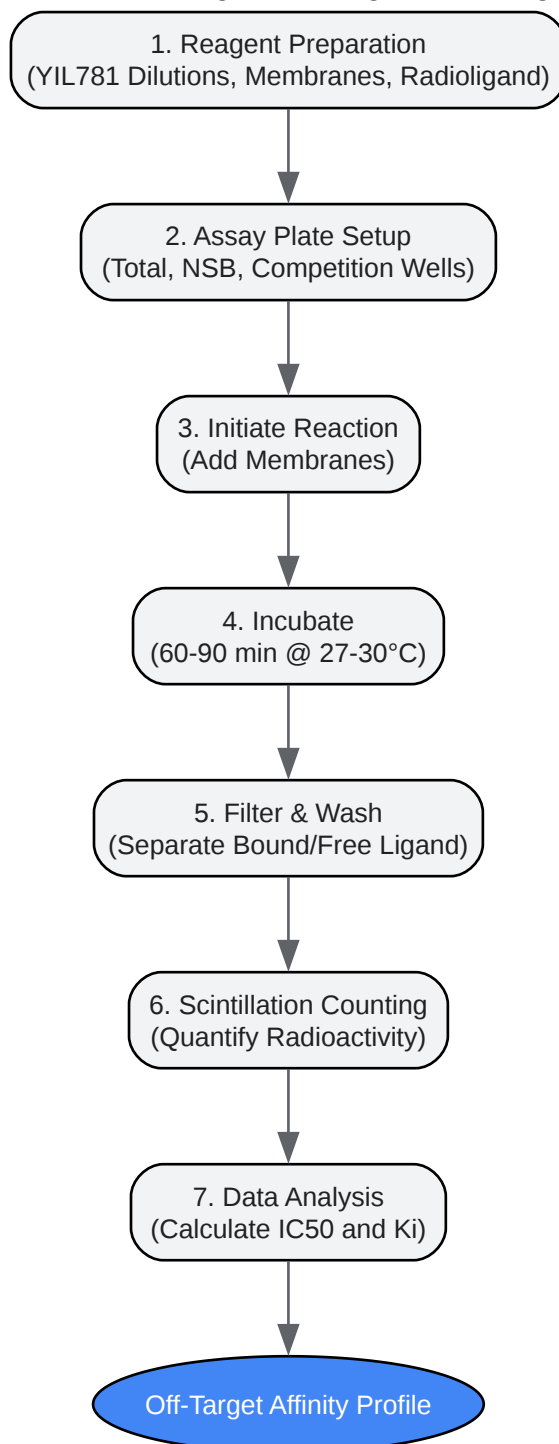 1. Reagent Preparation
(YIL781 Dilutions, Membranes, Radioligand)
2. Assay Plate Setup
(Total, NSB, Competition Wells)
3. Initiate Reaction
(Add Membranes)
4. Incubate
(60-90 min @ 27-30°C)
5. Filter & Wash
(Separate Bound/Free Ligand)
6. Scintillation Counting
(Quantify Radioactivity)
7. Data Analysis
(Calculate IC50 and Ki)
Off-Target Affinity Profile